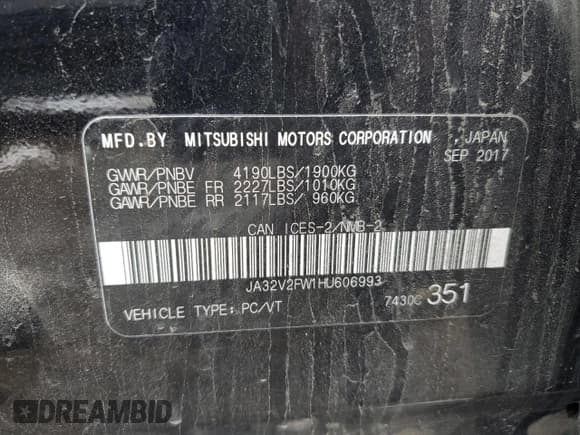 MFD.BY MITSUBISHI MOTORS CORPORATION , JAPAN
SEP 2017
GVWR/PNBV 4190LBS/1900KG
GAWR/PNBE FR 2227LBS/1010KG
GAWR/PNBE RR 2117LBS/ 960KG
CAN ICES-2/NMB-2
JA32V2FW1HU606993
VEHICLE TYPE: PC/VT 7430C 351
DREAMBID